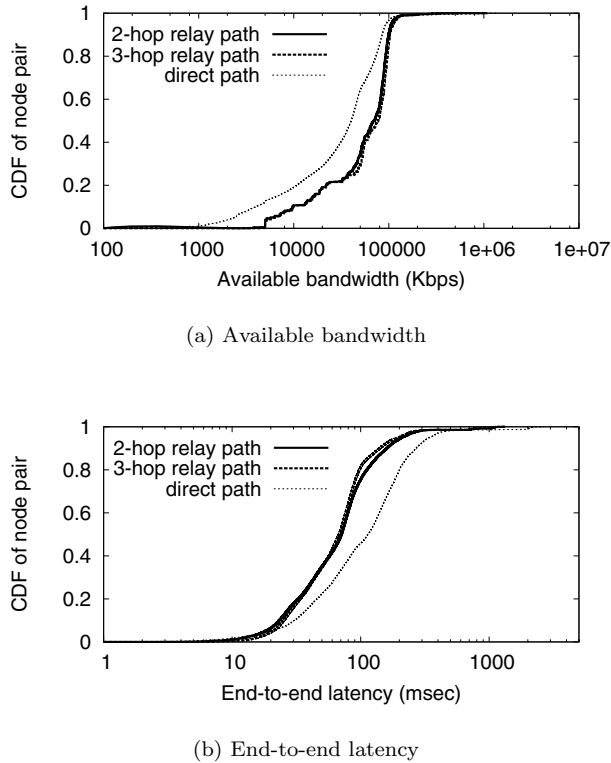 1
0.8
0.6
0.4
0.2
0
CDF of node pair
2-hop relay path
3-hop relay path
direct path
100 1000 10000 100000 1e+06 1e+07
Available bandwidth (Kbps)
(a) Available bandwidth
1
0.8
0.6
0.4
0.2
0
CDF of node pair
2-hop relay path
3-hop relay path
direct path
1 10 100 1000
End-to-end latency (msec)
(b) End-to-end latency